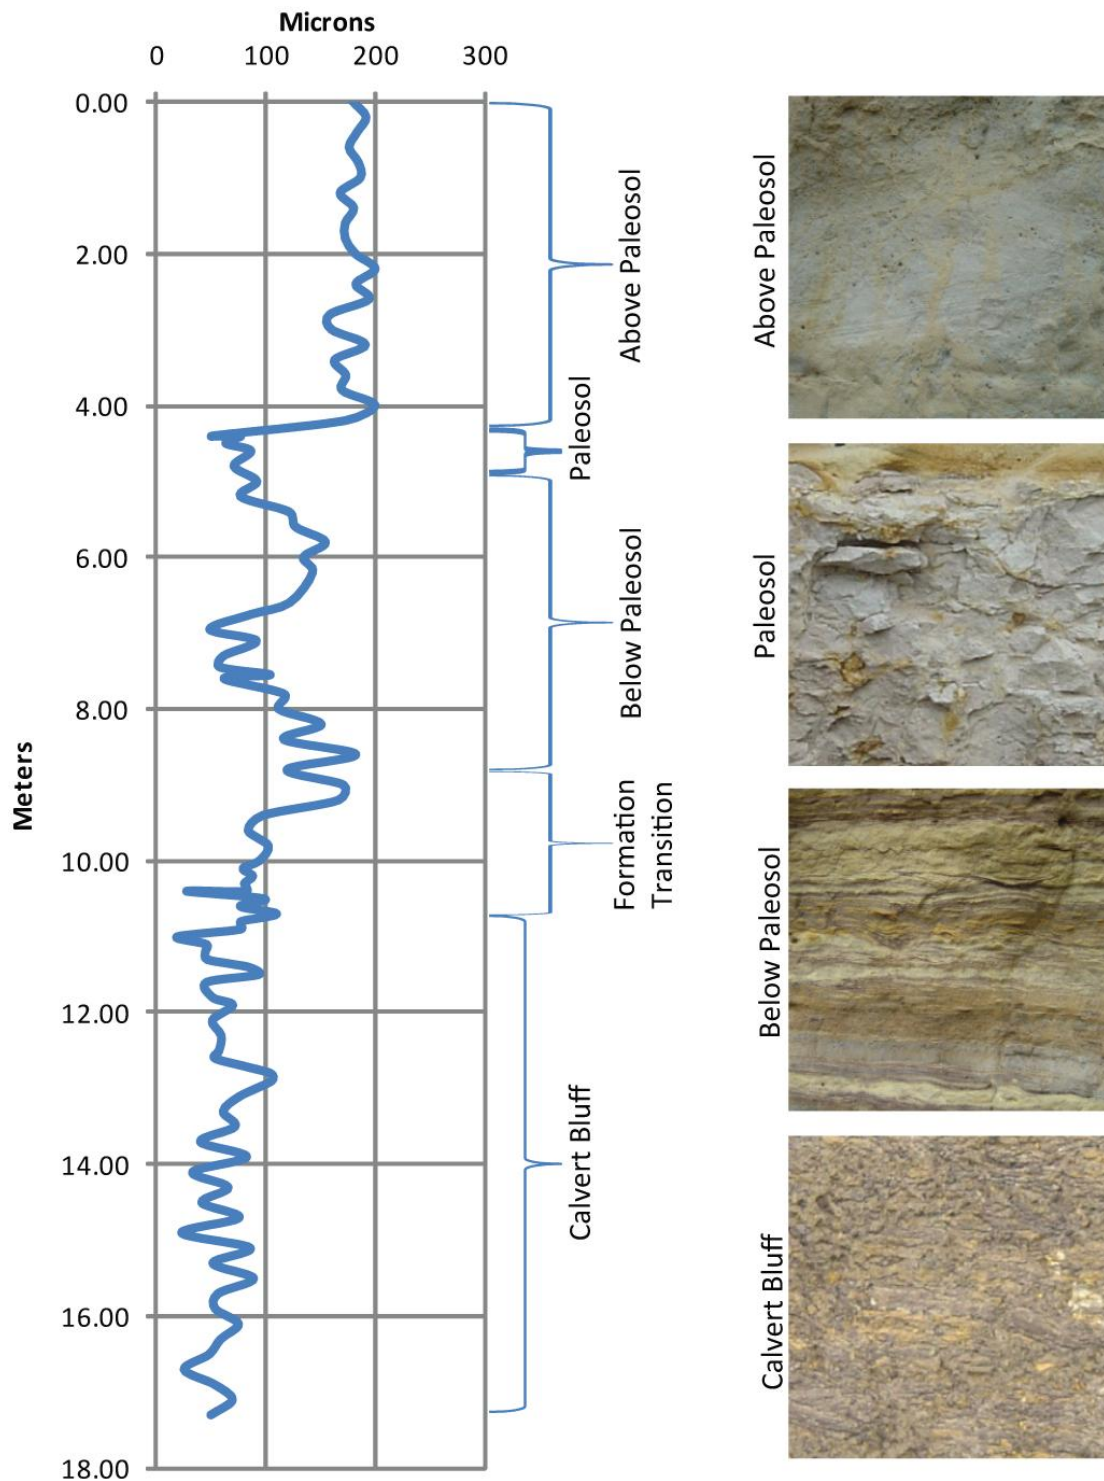 Microns
0 100 200 300
0.00
2.00
4.00
6.00
8.00
10.00
12.00
14.00
16.00
18.00
Meters
Above Paleosol
Paleosol
Below Paleosol
Formation
Transition
Calvert Bluff
Above Paleosol
Paleosol
Below Paleosol
Calvert Bluff